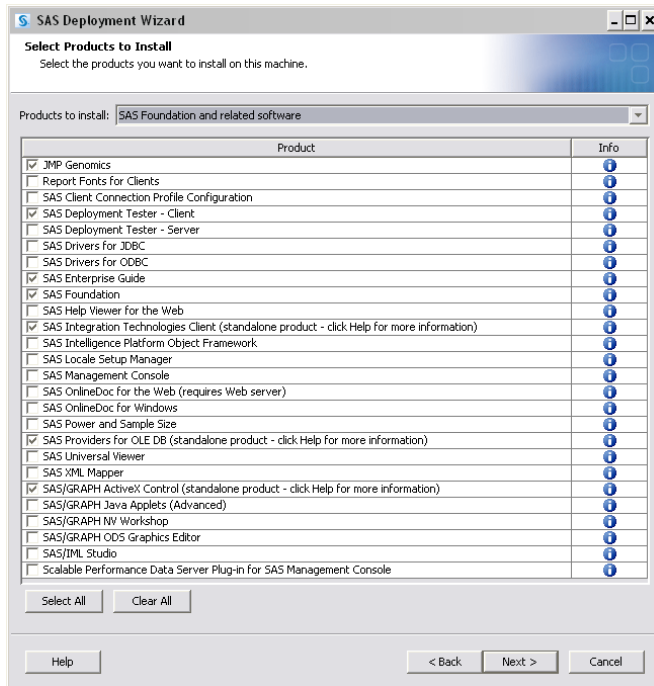 SAS Deployment Wizard
Select Products to Install
Select the products you want to install on this machine.
Products to install: SAS Foundation and related software
Product Info
JMP Genomics
Report Fonts for Clients
SAS Client Connection Profile Configuration
SAS Deployment Tester - Client
SAS Deployment Tester - Server
SAS Drivers for JDBC
SAS Drivers for ODBC
SAS Enterprise Guide
SAS Foundation
SAS Help Viewer for the Web
SAS Integration Technologies Client (standalone product - click Help for more information)
SAS Intelligence Platform Object Framework
SAS Locale Setup Manager
SAS Management Console
SAS OnlineDoc for the Web (requires Web server)
SAS OnlineDoc for Windows
SAS Power and Sample Size
SAS Providers for OLE DB (standalone product - click Help for more information)
SAS Universal Viewer
SAS XML Mapper
SAS/GRAPH ActiveX Control (standalone product - click Help for more information)
SAS/GRAPH Java Applets (Advanced)
SAS/GRAPH NV Workshop
SAS/GRAPH ODS Graphics Editor
SAS/IML Studio
Scalable Performance Data Server Plug-in for SAS Management Console
Select All Clear All
Help < Back Next > Cancel